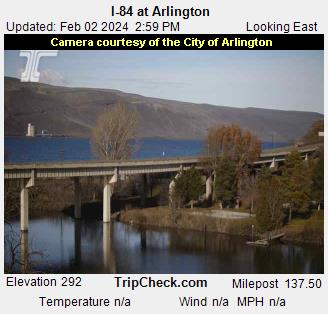 I-84 at Arlington
Updated: Feb 02 2024 2:59 PM Looking East
Camera courtesy of the City of Arlington
Elevation 292 TripCheck.com Milepost 137.50
Temperature n/a Wind n/a MPH n/a